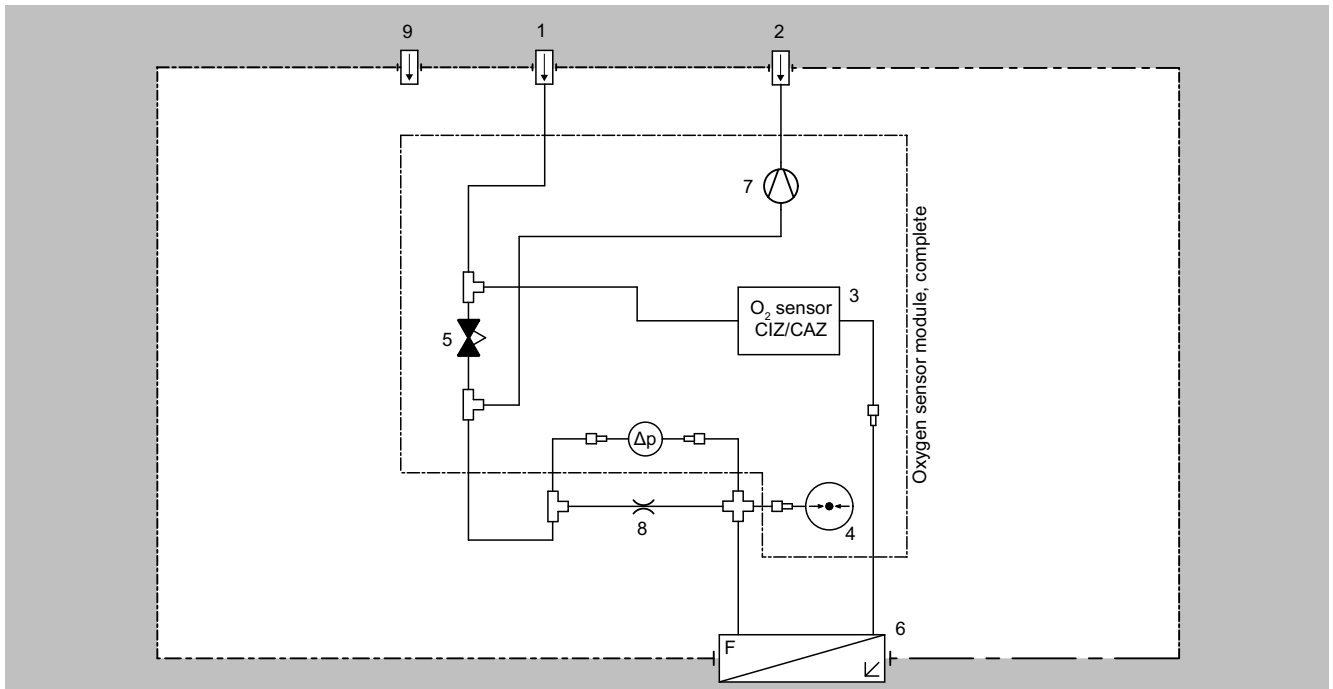 9
1
2
7
O₂ sensor
CIZ/CAZ
3
5
Oxygen sensor module, complete
Δp
8
4
6
F